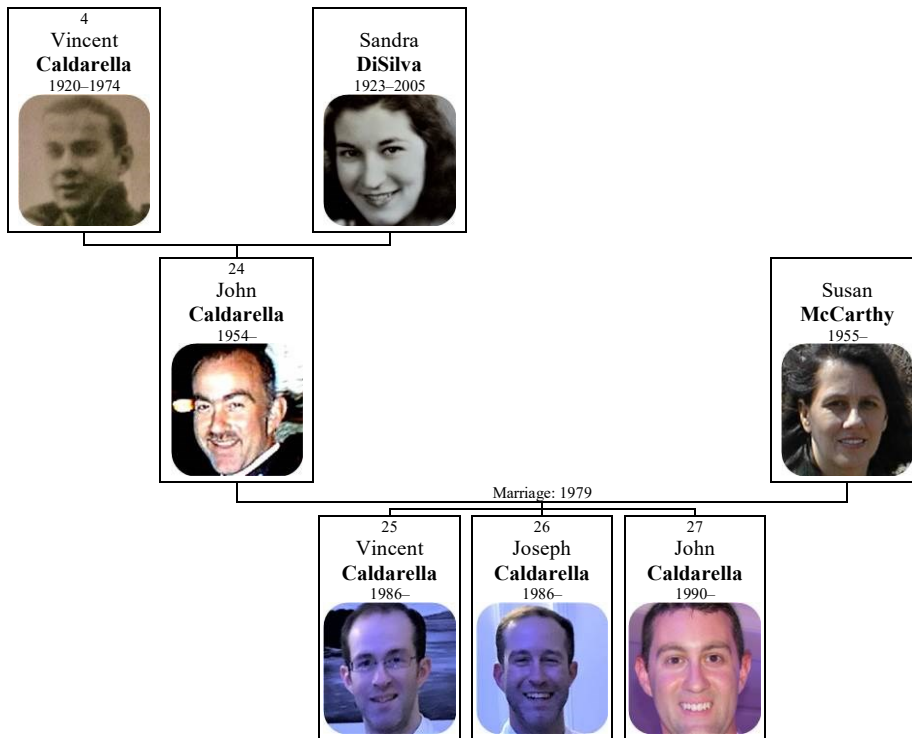 4
Vincent
Caldarella
1920–1974
Sandra
DiSilva
1923–2005
24
John
Caldarella
1954–
Susan
McCarthy
1955–
Marriage: 1979
25
Vincent
Caldarella
1986–
26
Joseph
Caldarella
1986–
27
John
Caldarella
1990–